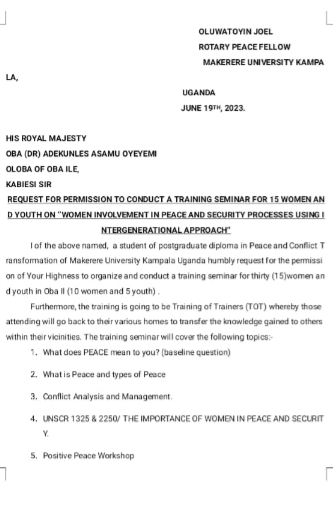 OLUWATOYIN JOEL
ROTARY PEACE FELLOW
MAKERERE UNIVERSITY KAMPA
LA,
UGANDA
JUNE 19TH, 2023.
HIS ROYAL MAJESTY
OBA (DR) ADEKUNLES ASAMU OYEYEMI
OLOBA OF OBA ILE,
KABIESI SIR
REQUEST FOR PERMISSION TO CONDUCT A TRAINING SEMINAR FOR 15 WOMEN AN
D YOUTH ON "WOMEN INVOLVEMENT IN PEACE AND SECURITY PROCESSES USING I
NTERGENERATIONAL APPROACH"
I of the above named, a student of postgraduate diploma in Peace and Conflict T
ransformation of Makerere University Kampala Uganda humbly request for the permissi
on of Your Highness to organize and conduct a training seminar for thirty (15)women an
d youth in Oba Il (10 women and 5 youth) .
Furthermore, the training is going to be Training of Trainers (TOT) whereby those
attending will go back to their various homes to transfer the knowledge gained to others
within their vicinities. The training seminar will cover the following topics:-
1. What does PEACE mean to you? (baseline question)
2. What is Peace and types of Peace
3. Conflict Analysis and Management.
4. UNSCR 1325 & 2250/ THE IMPORTANCE OF WOMEN IN PEACE AND SECURIT
Y.
5. Positive Peace Workshop